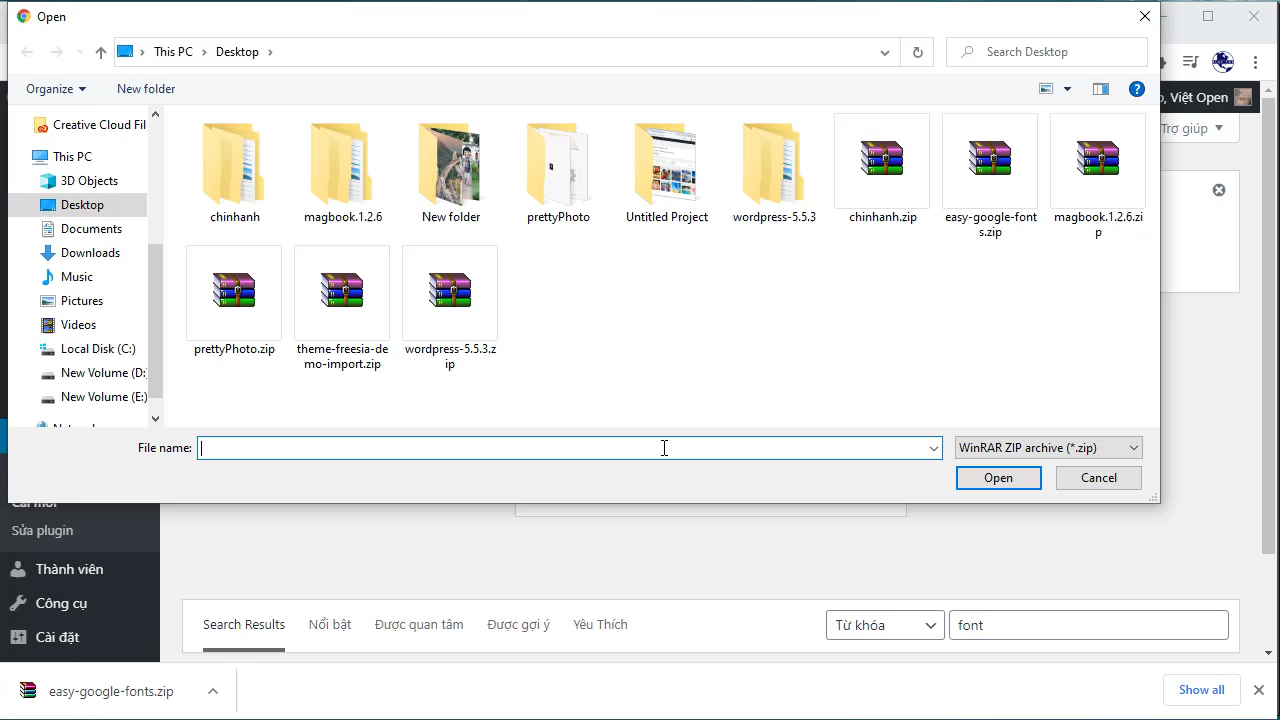 Open
This PC
Desktop
Search Desktop
Organize
New folder
, Việt Open
Trợ giúp
Creative Cloud Fil
This PC
3D Objects
Desktop
Documents
Downloads
Music
Pictures
Videos
Local Disk (C:)
New Volume (D:
New Volume (E:)
chinhanh
magbook.1.2.6
New folder
prettyPhoto
Untitled Project
wordpress-5.5.3
chinhanh.zip
easy-google-font
s.zip
magbook.1.2.6.zi
p
prettyPhoto.zip
theme-freesia-de
mo-import.zip
wordpress-5.5.3.z
ip
File name:
WinRAR ZIP archive (*.zip)
Open
Cancel
Sửa plugin
Thành viên
Công cụ
Cài đặt
Search Results
Nổi bật
Được quan tâm
Được gợi ý
Yêu Thích
Từ khóa
font
easy-google-fonts.zip
Show all